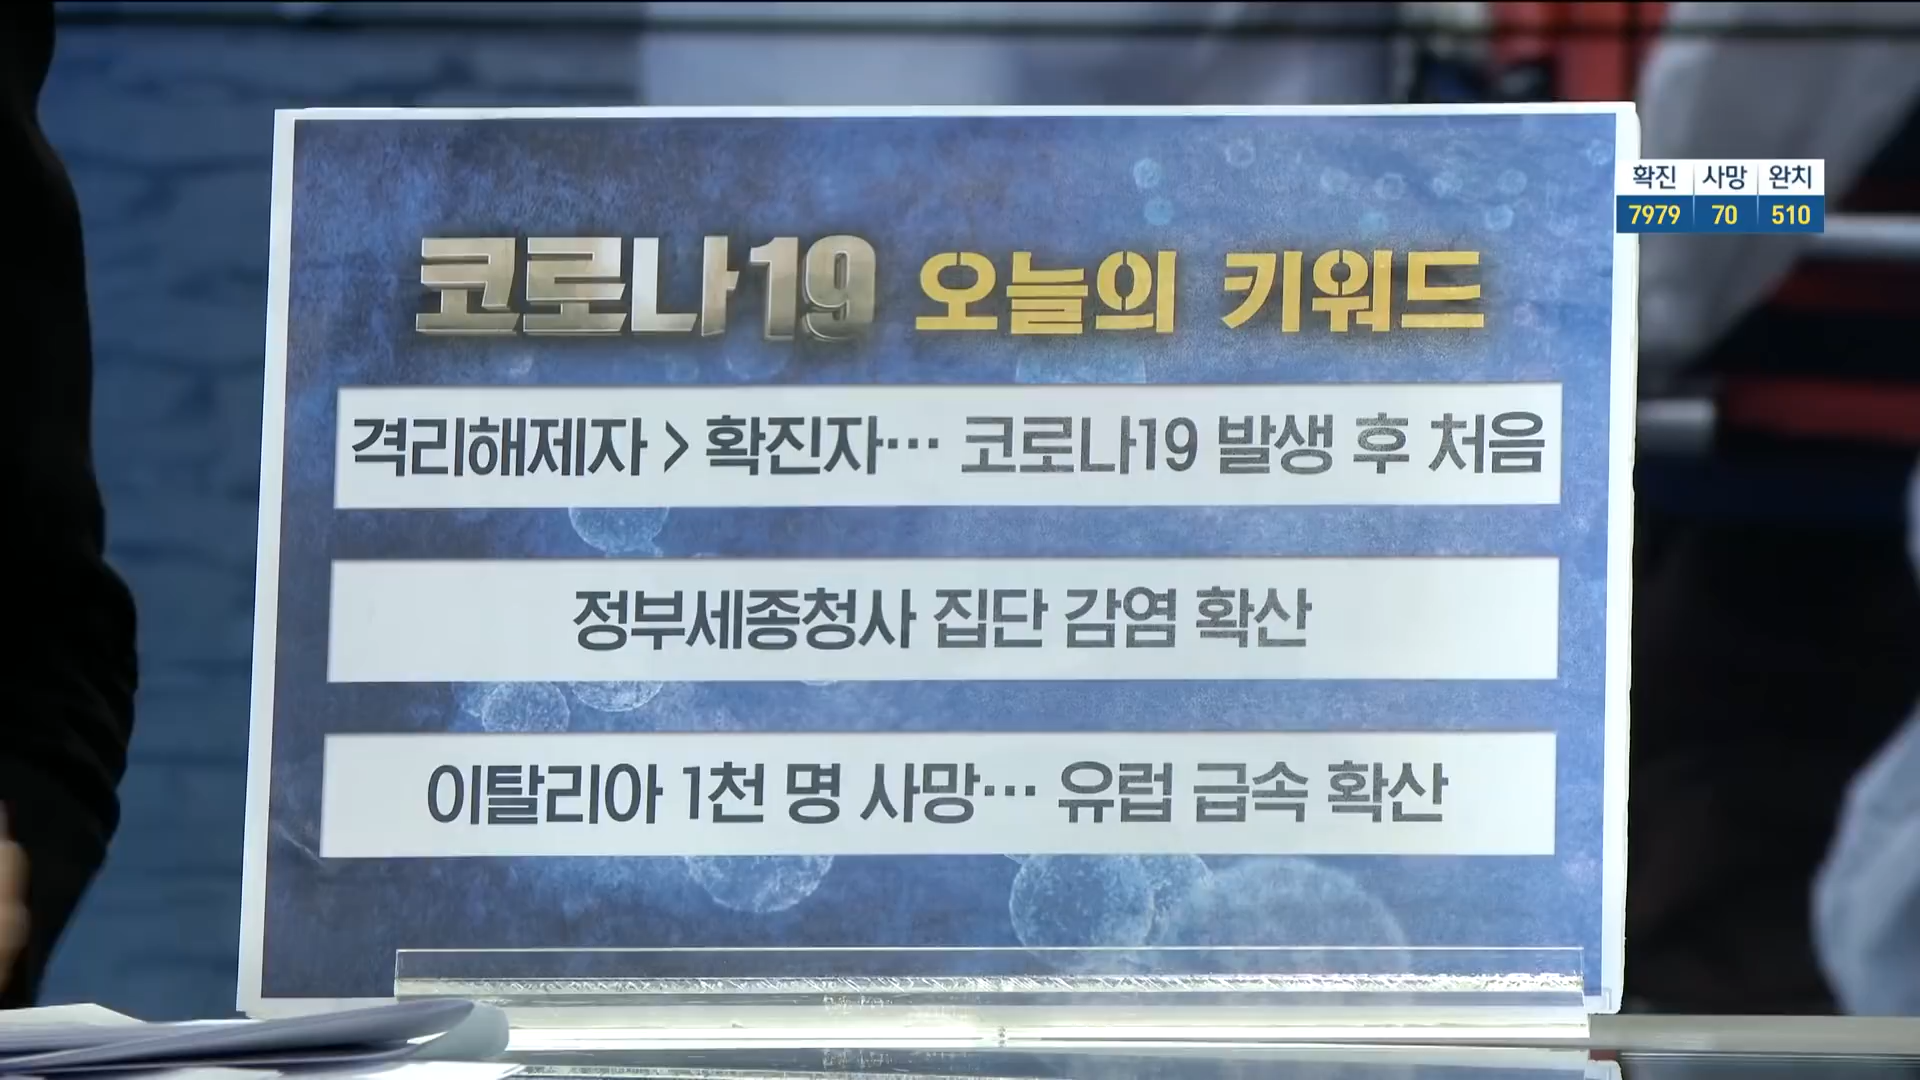 확진 사망 완치
7979 70 510
코로나19 오늘의 키워드
격리해제자 > 확진자… 코로나19 발생 후 처음
정부세종청사 집단 감염 확산
이탈리아 1천 명 사망… 유럽 급속 확산